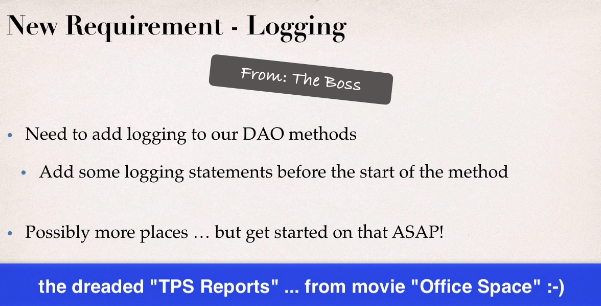 New Requirement - Logging
From: The Boss
• Need to add logging to our DAO methods
• Add some logging statements before the start of the method
• Possibly more places … but get started on that ASAP!
the dreaded "TPS Reports" ... from movie "Office Space" :-)